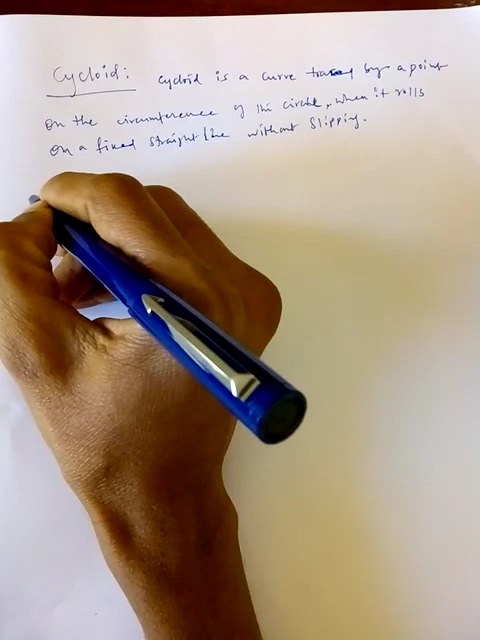 Cycloid: Cycloid is a curve traced by a point
on the circumference of the circle, when it rolls
on a fixed straight line without slipping.